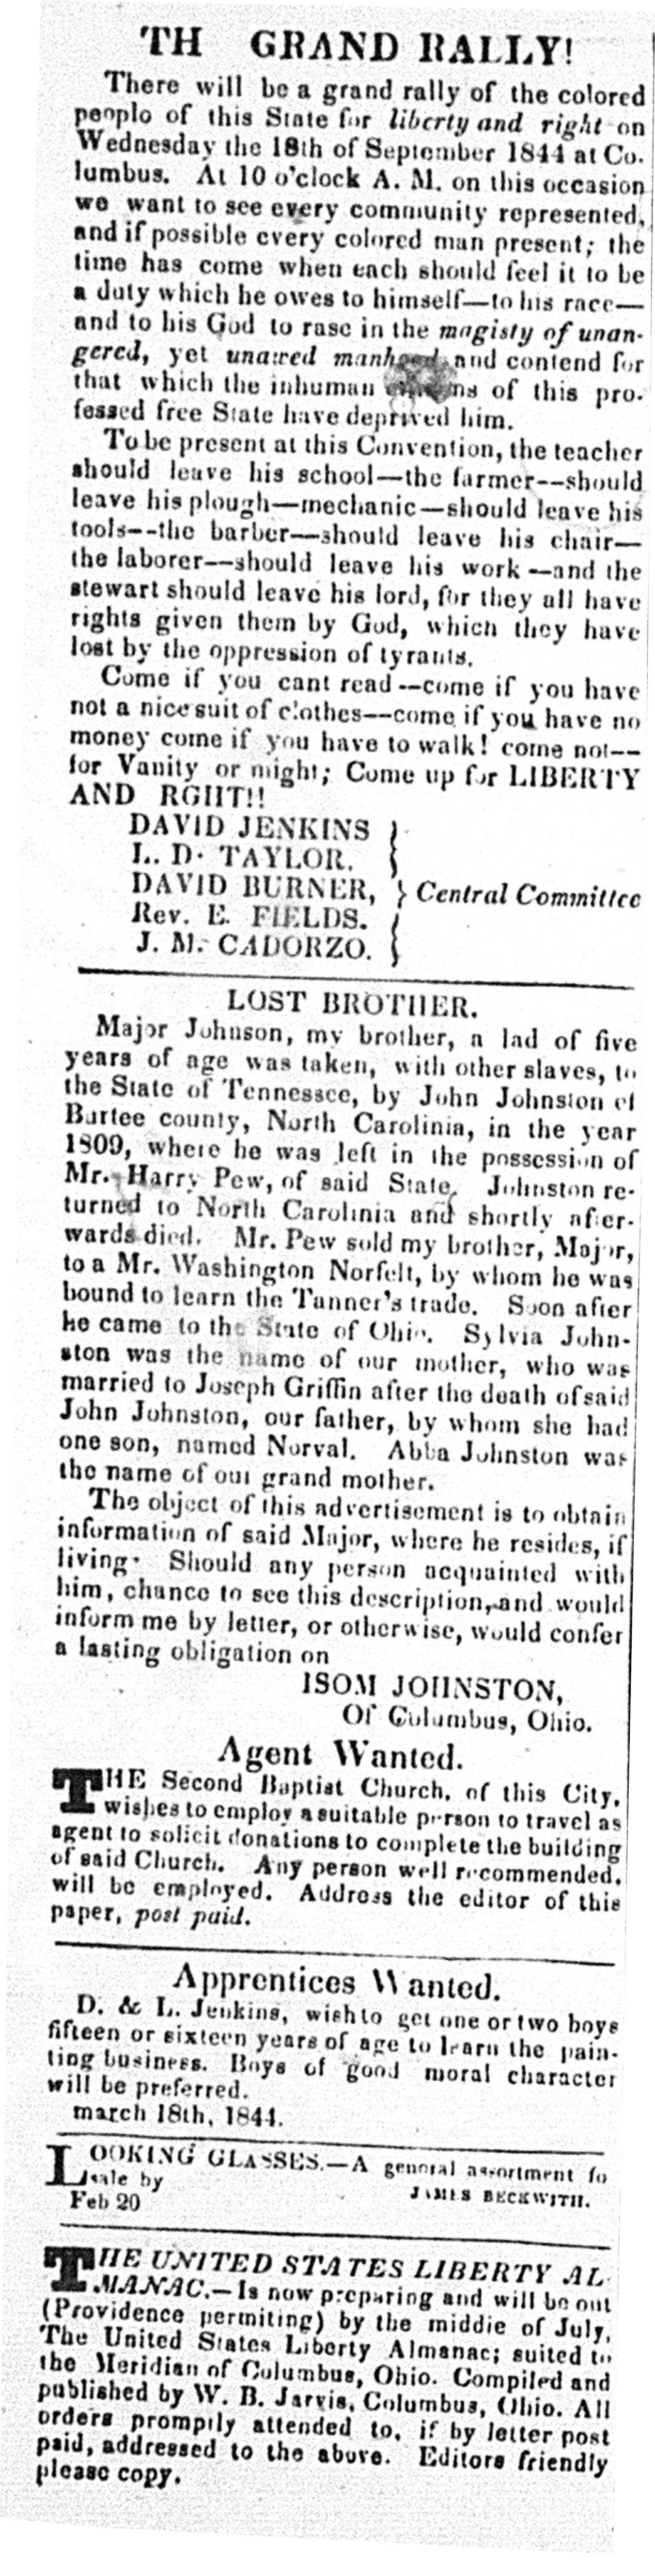 TH GRAND RALLY!
There will be a grand rally of the colored
peoplo of this State for liberty and right on
Wednesday the 18th of September 1844 at Co-
lumbus. At 10 o'clock A. M. on this occasion
we want to see every community represented,
and if possible every colored man present; the
time has come when each should feel it to be
a duty which he owes to himself—to his race—
and to his God to rase in the magisty of unan-
gered, yet unawed and contend for
that which the inhuman of this pro-
fessed free State have deprived him.
To be present at this Convention, the teacher
should leave his school—the farmer--should
leave his plough—mechanic—should leave his
tools--the barber—should leave his chair—
the laborer—should leave his work—and the
stewart should leave his lord, for they all have
rights given them by God, which they have
lost by the oppression of tyrants.
Come if you cant read—come if you have
not a nice suit of clothes—come if you have no
money come if you have to walk! come not--
for Vanity or might; Come up for LIBERTY
AND RGHT!!
DAVID JENKINS
L. D. TAYLOR.
DAVID BURNER, } Central Committee
Rev. E. FIELDS.
J. M. CADORZO.
LOST BROTHER.
Major Johnson, my brother, a lad of five
years of age was taken, with other slaves, to
the State of Tennessee, by John Johnston of
Burtee county, North Carolinia, in the year
1809, where he was left in the possession of
Mr. Harry Pew, of said State. Johnston re-
turned to North Carolinia and shortly after-
wards died. Mr. Pew sold my brother, Major,
to a Mr. Washington Norfelt, by whom he was
bound to learn the Tanner's trade. Soon after
he came to the State of Ohio. Sylvia John-
ston was the name of our mother, who was
married to Joseph Griffin after the death of said
John Johnston, our father, by whom she had
one son, named Norval. Abba Johnston was
the name of our grand mother.
The object of this advertisement is to obtain
information of said Major, where he resides, if
living. Should any person acquainted with
him, chance to see this description, and would
inform me by letter, or otherwise, would confer
a lasting obligation on
ISOM JOHNSTON,
Of Columbus, Ohio.
Agent Wanted.
THE Second Baptist Church, of this City,
wishes to employ a suitable person to travel as
agent to solicit donations to complete the building
of said Church. Any person well recommended,
will be employed. Address the editor of this
paper, post paid.
Apprentices Wanted.
D. & L. Jenkins, wish to get one or two boys
fifteen or sixteen years of age to learn the pain-
ting business. Boys of good moral character
will be preferred.
march 18th, 1844.
LOOKING GLASSES.—A general assortment fo
sale by JAMES BECKWITH.
Feb 20
THE UNITED STATES LIBERTY AL-
MANAC.—Is now preparing and will be out
(Providence permiting) by the middle of July,
The United States Liberty Almanac; suited to
the Meridian of Columbus, Ohio. Compiled and
published by W. B. Jarvis, Columbus, Ohio. All
orders promptly attended to, if by letter post
paid, addressed to the above. Editors friendly
please copy.